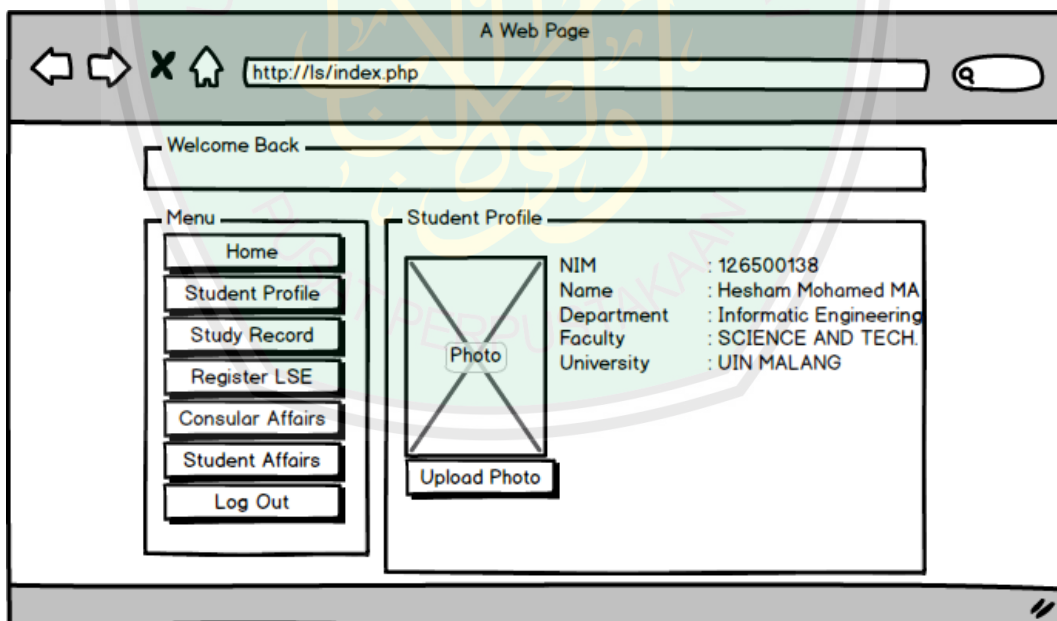 A Web Page
http://ls/index.php
Welcome Back
Menu
Home
Student Profile
Study Record
Register LSE
Consular Affairs
Student Affairs
Log Out
Student Profile
Photo
Upload Photo
NIM : 126500138
Name : Hesham Mohamed MA
Department : Informatic Engineering
Faculty : SCIENCE AND TECH.
University : UIN MALANG
PUSAT PERPUSTAKAAN